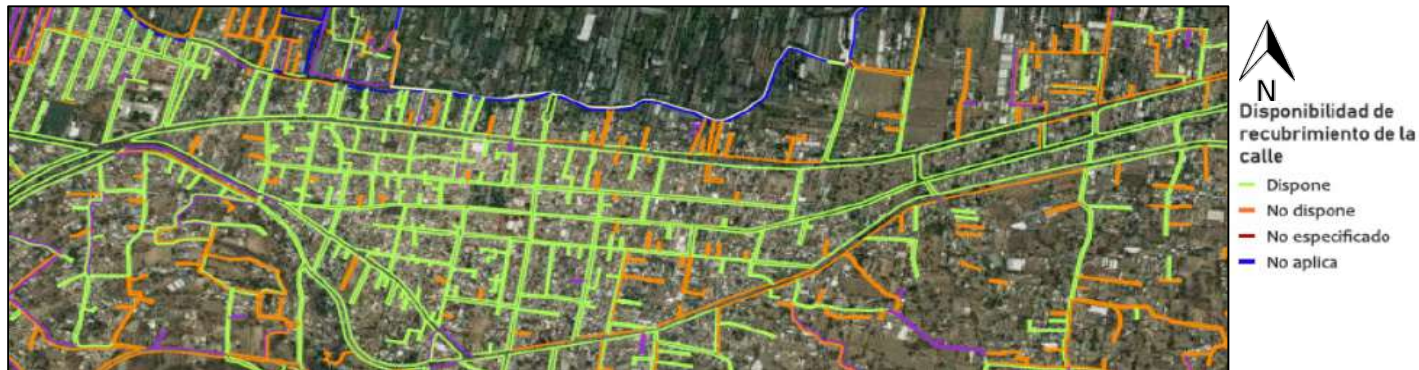 N
Disponibilidad de
recubrimiento de la
calle
Dispone
No dispone
No especificado
No aplica